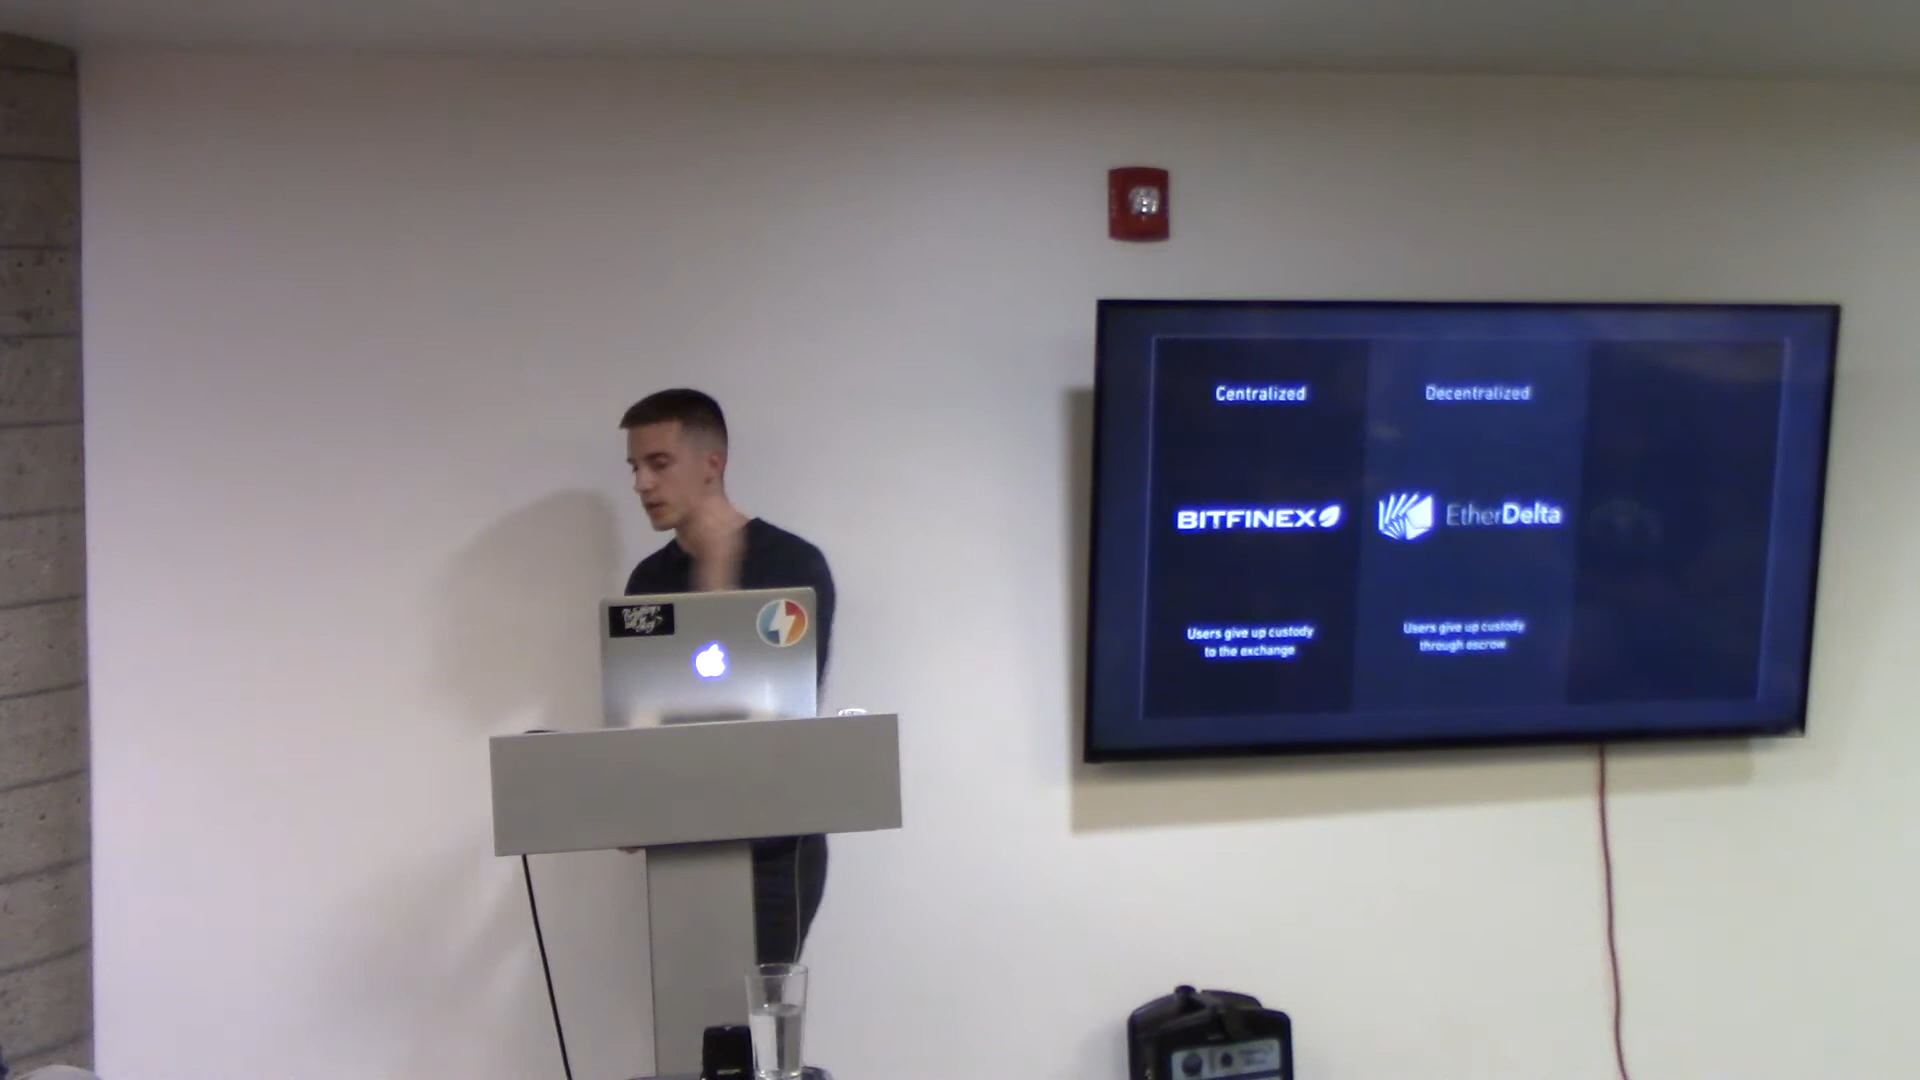 Centralized
Decentralized
BITFINEX
EtherDelta
Users give up custody
to the exchange
Users give up custody
through escrow